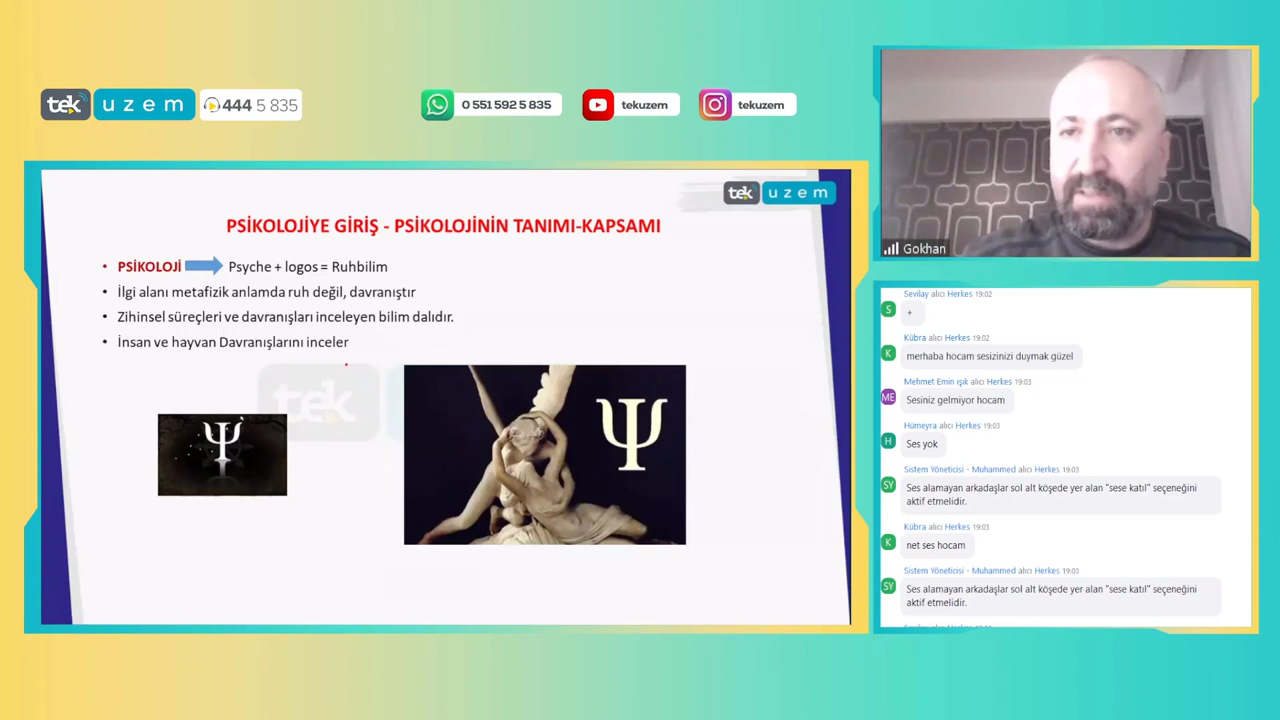 tek uzem 444 5 835
0 551 592 5 835
tekuzem
tekuzem
tek uzem
PSİKOLOJİYE GİRİŞ - PSİKOLOJİNİN TANIMI-KAPSAMI
• PSİKOLOJİ Psyche + logos = Ruhbilim
• İlgi alanı metafizik anlamda ruh değil, davranıştır
• Zihinsel süreçleri ve davranışları inceleyen bilim dalıdır.
• İnsan ve hayvan Davranışlarını inceler
tek
Ψ
Ψ
Gokhan
Sevilay alıcı Herkes 19:02
S
+
Kübra alıcı Herkes 19:02
K
merhaba hocam sesizinizi duymak güzel
Mehmet Emin ışık alıcı Herkes 19:03
ME
Sesiniz gelmiyor hocam
Hümeyra alıcı Herkes 19:03
H
Ses yok
Sistem Yöneticisi - Muhammed alıcı Herkes 19:03
SY
Ses alamayan arkadaşlar sol alt köşede yer alan "sese katıl" seçeneğini
aktif etmelidir.
Kübra alıcı Herkes 19:03
K
net ses hocam
Sistem Yöneticisi - Muhammed alıcı Herkes 19:03
SY
Ses alamayan arkadaşlar sol alt köşede yer alan "sese katıl" seçeneğini
aktif etmelidir.